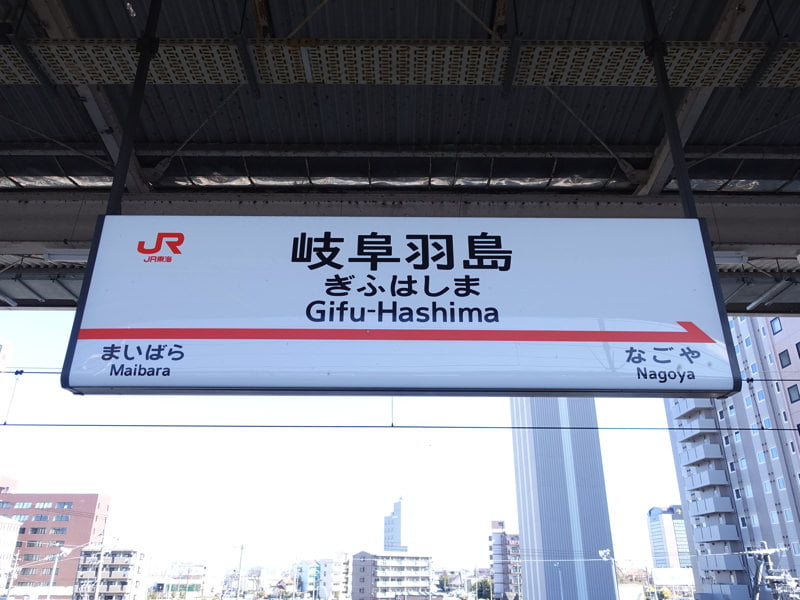 JR
JR東海
岐阜羽島
ぎふはしま
Gifu-Hashima
まいばら
Maibara
なごや
Nagoya